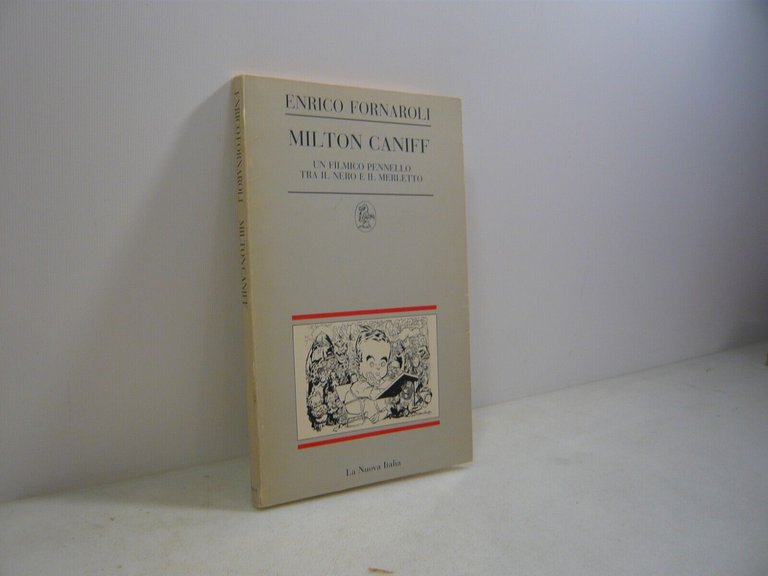 ENRICO FORNAROLI
MILTON CANIFF
UN FILMICO PENNELLO
TRA IL NERO E IL MERLETTO
La Nuova Italia
ENRICO FORNAROLI MILTON CANIFF